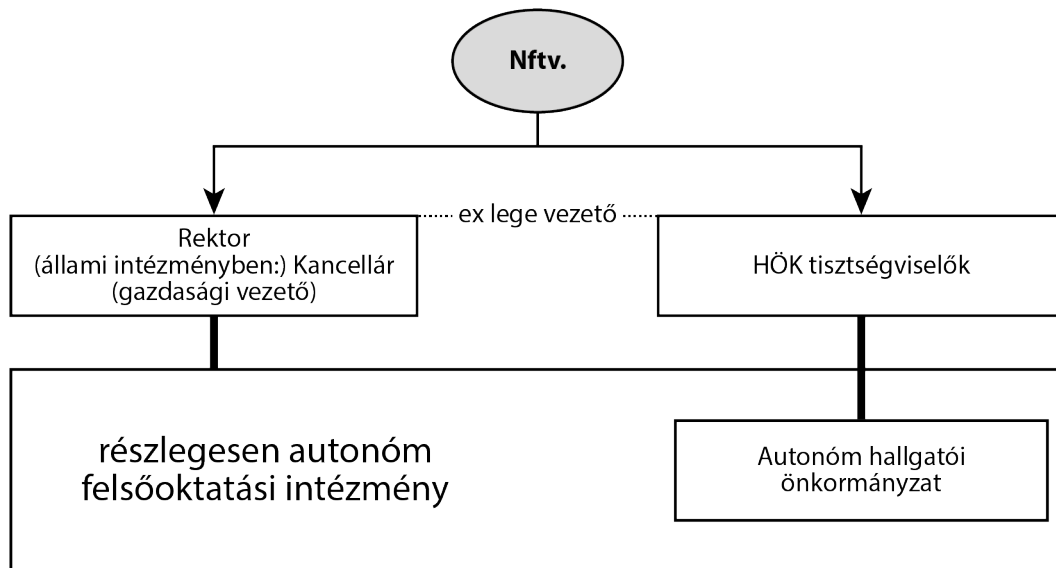 Nftv.
ex lege vezető
Rektor
(állami intézményben:) Kancellár
(gazdasági vezető)
HÖK tisztségviselők
részlegesen autonóm
felsőoktatási intézmény
Autonóm hallgatói
önkormányzat